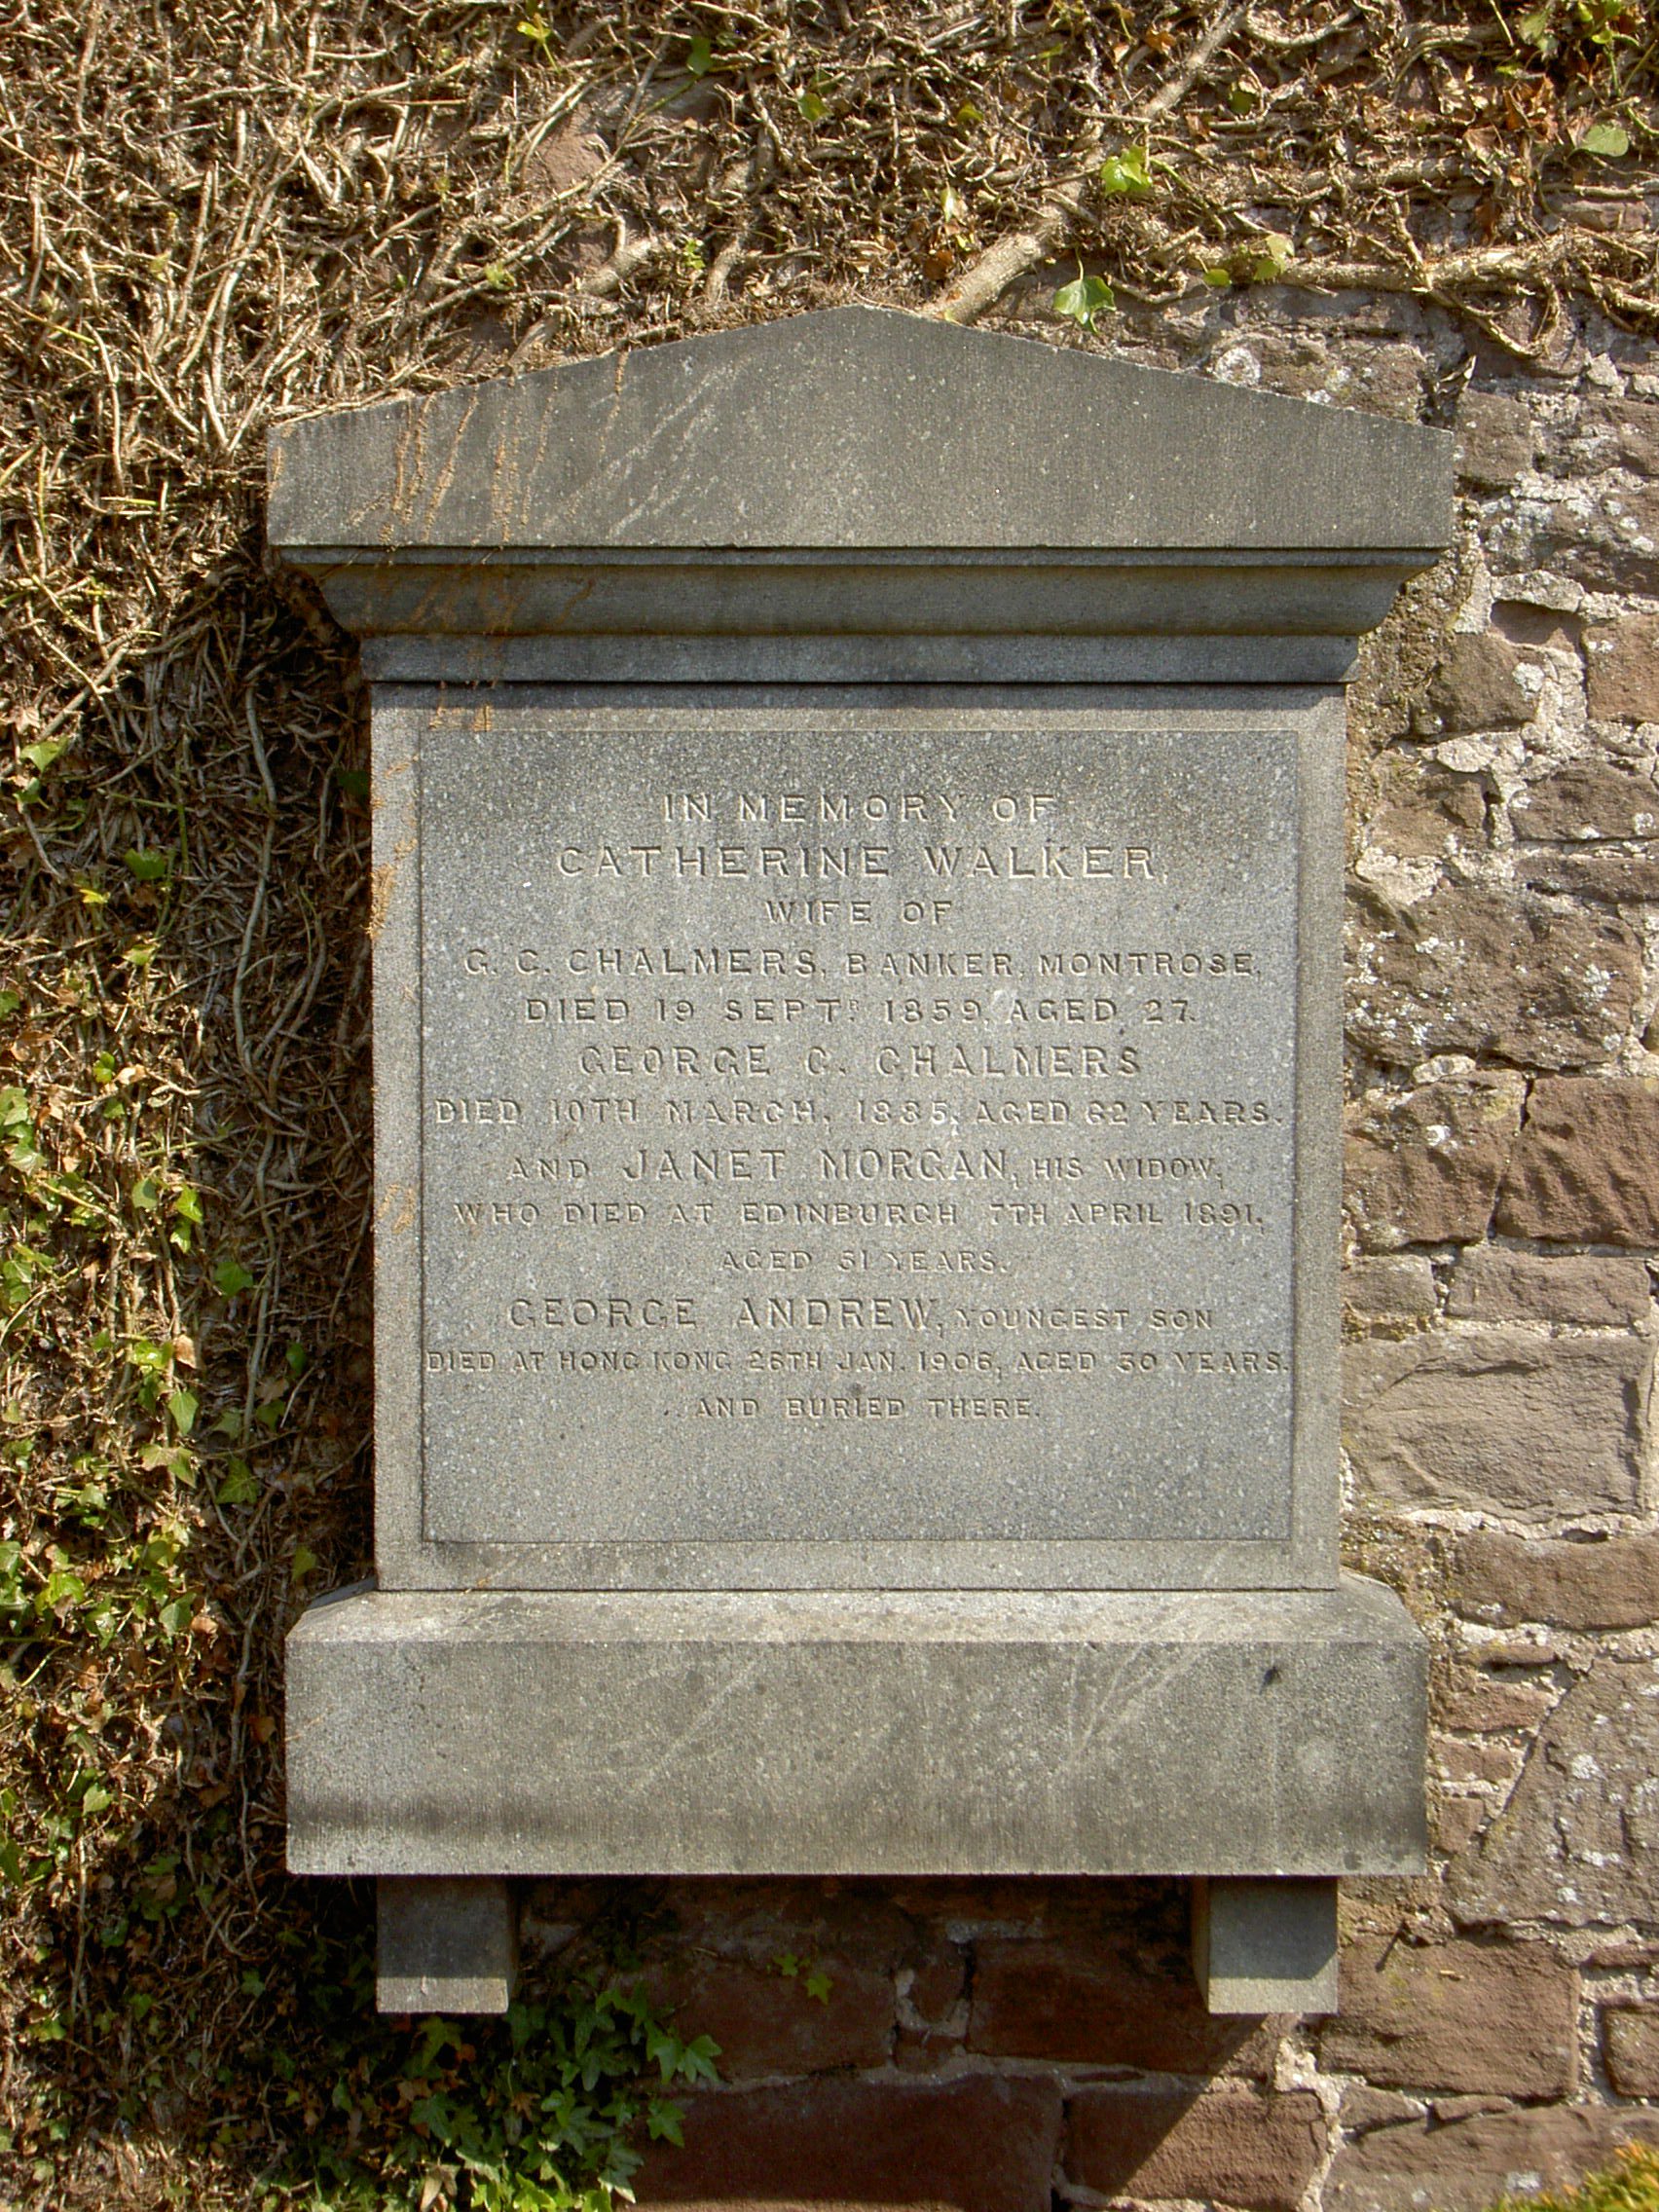 IN MEMORY OF
CATHERINE WALKER,
WIFE OF
G. C. CHALMERS, BANKER, MONTROSE,
DIED 19 SEPTR. 1859, AGED 27.
GEORGE C. CHALMERS
DIED 10TH MARCH, 1885, AGED 62 YEARS.
AND JANET MORGAN, HIS WIDOW,
WHO DIED AT EDINBURGH 7TH APRIL 1891,
AGED 51 YEARS.
GEORGE ANDREW, YOUNGEST SON
DIED AT HONG KONG 26TH JAN. 1906, AGED 30 YEARS.
AND BURIED THERE.